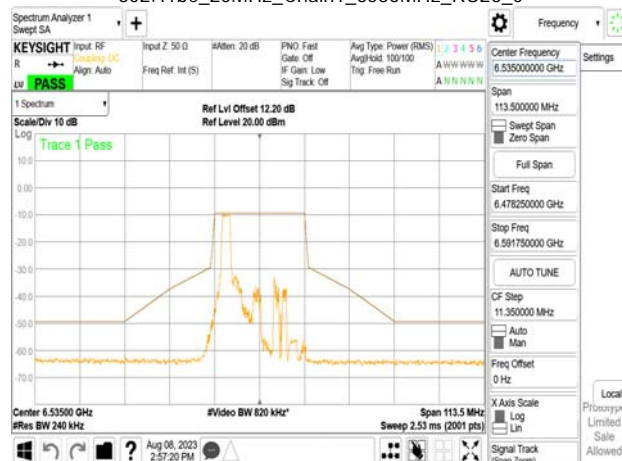 Spectrum Analyzer 1
Swept SA
Frequency
KEYSIGHT
Input: RF
Coupling: DC
Align: Auto
Input Z: 50 Ω
Freq Ref: Int (S)
#Atten: 20 dB
PNO: Fast
Gate: Off
IF Gain: Low
Sig Track: Off
Avg Type: Power (RMS)
Avg|Hold: 100/100
Trig: Free Run
1 2 3 4 5 6
A W W W W W
A N N N N N
R
LVI PASS
Center Frequency
6.535000000 GHz
Settings
Span
113.500000 MHz
Swept Span
Zero Span
Full Span
Start Freq
6.478250000 GHz
Stop Freq
6.591750000 GHz
AUTO TUNE
CF Step
11.350000 MHz
Auto
Man
Freq Offset
0 Hz
X Axis Scale
Log
Lin
Signal Track
(Span Zoom)
Local
Prototype
Limited
Sale
Allowed
1 Spectrum
Scale/Div 10 dB
Ref Lvl Offset 12.20 dB
Ref Level 20.00 dBm
Log
Trace 1 Pass
10.0
0.00
-10.0
-20.0
-30.0
-40.0
-50.0
-60.0
-70.0
Center 6.53500 GHz
#Res BW 240 kHz
#Video BW 820 kHz*
Span 113.5 MHz
Sweep 2.53 ms (2001 pts)
Aug 08, 2023
2:57:20 PM